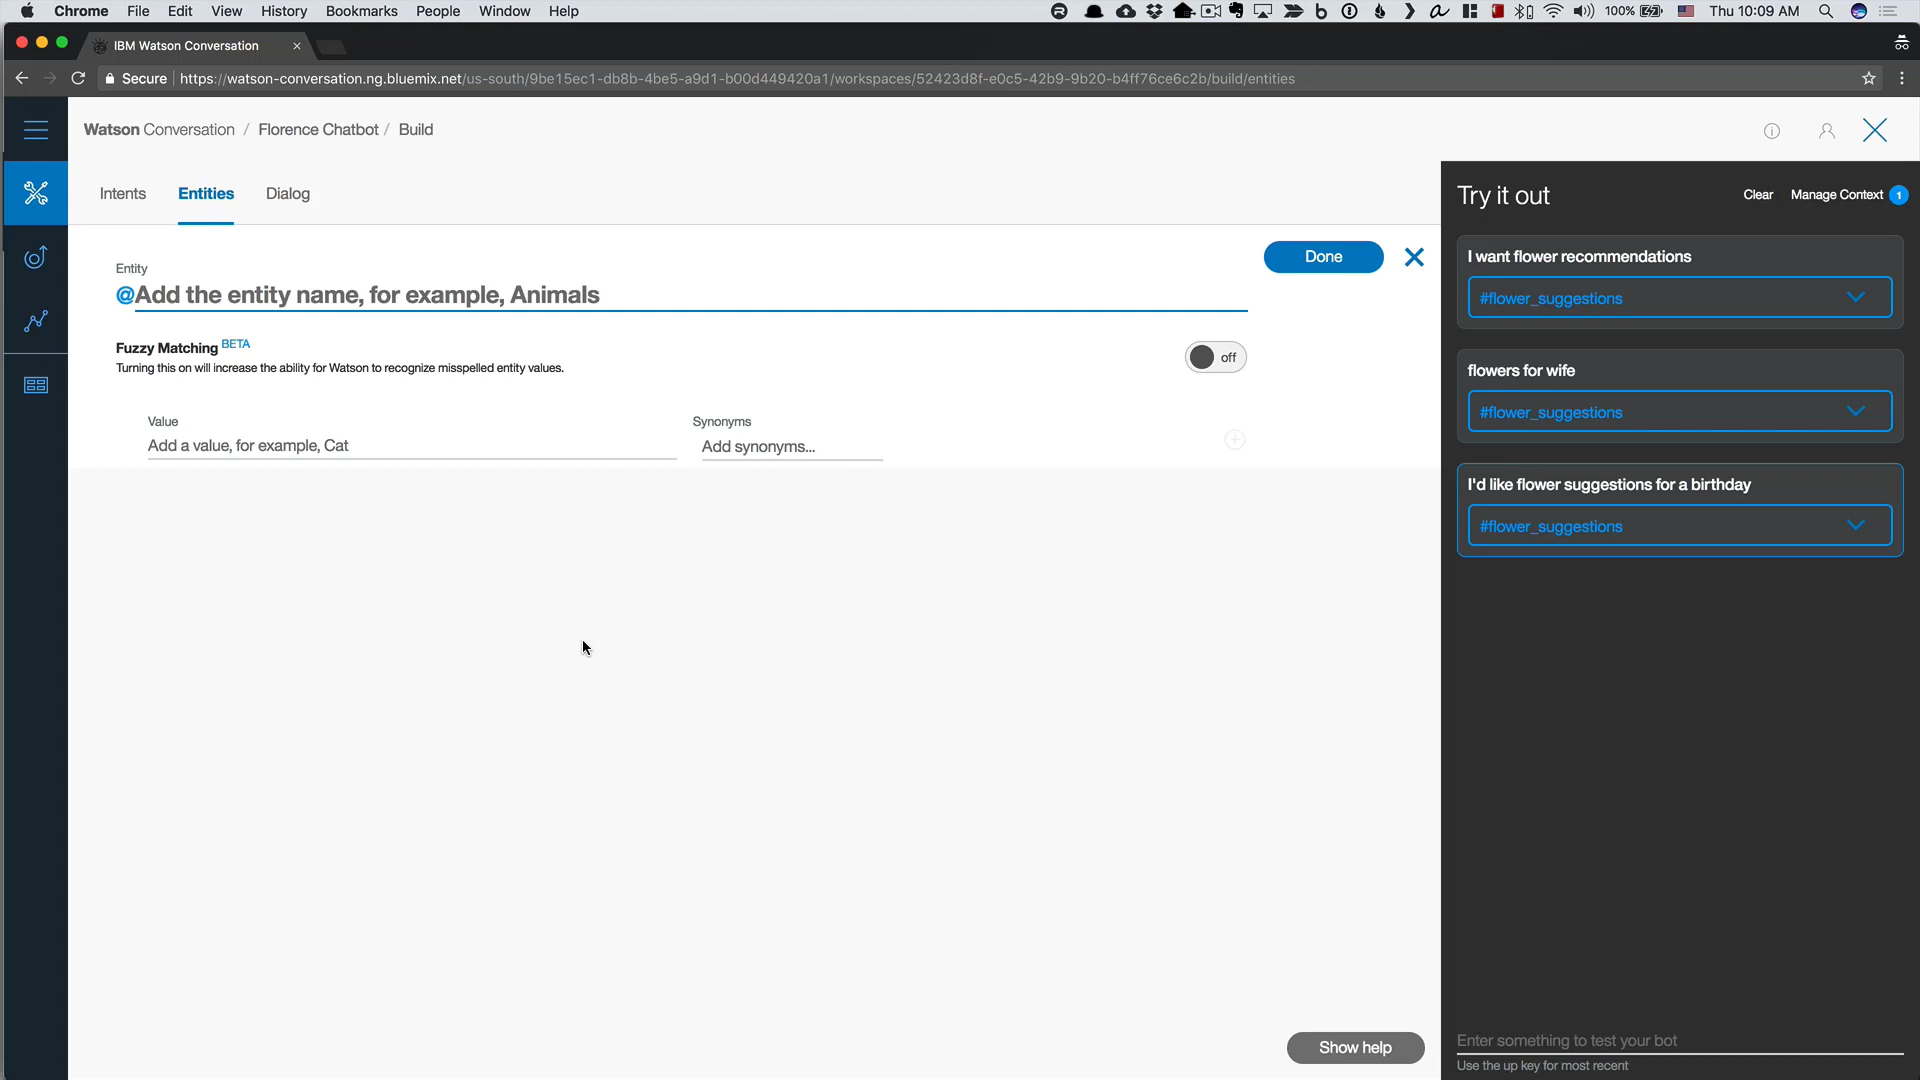 Chrome File Edit View History Bookmarks People Window Help 100% Thu 10:09 AM
IBM Watson Conversation
Secure https://watson-conversation.ng.bluemix.net/us-south/9be15ec1-db8b-4be5-a9d1-b00d449420a1/workspaces/52423d8f-e0c5-42b9-9b20-b4ff76ce6c2b/build/entities
Watson Conversation / Florence Chatbot / Build
Intents Entities Dialog
Done
Entity
@Add the entity name, for example, Animals
Fuzzy Matching BETA
Turning this on will increase the ability for Watson to recognize misspelled entity values.
off
Value Synonyms
Add a value, for example, Cat Add synonyms...
Show help
Try it out Clear Manage Context 1
I want flower recommendations
#flower_suggestions
flowers for wife
#flower_suggestions
I'd like flower suggestions for a birthday
#flower_suggestions
Enter something to test your bot
Use the up key for most recent